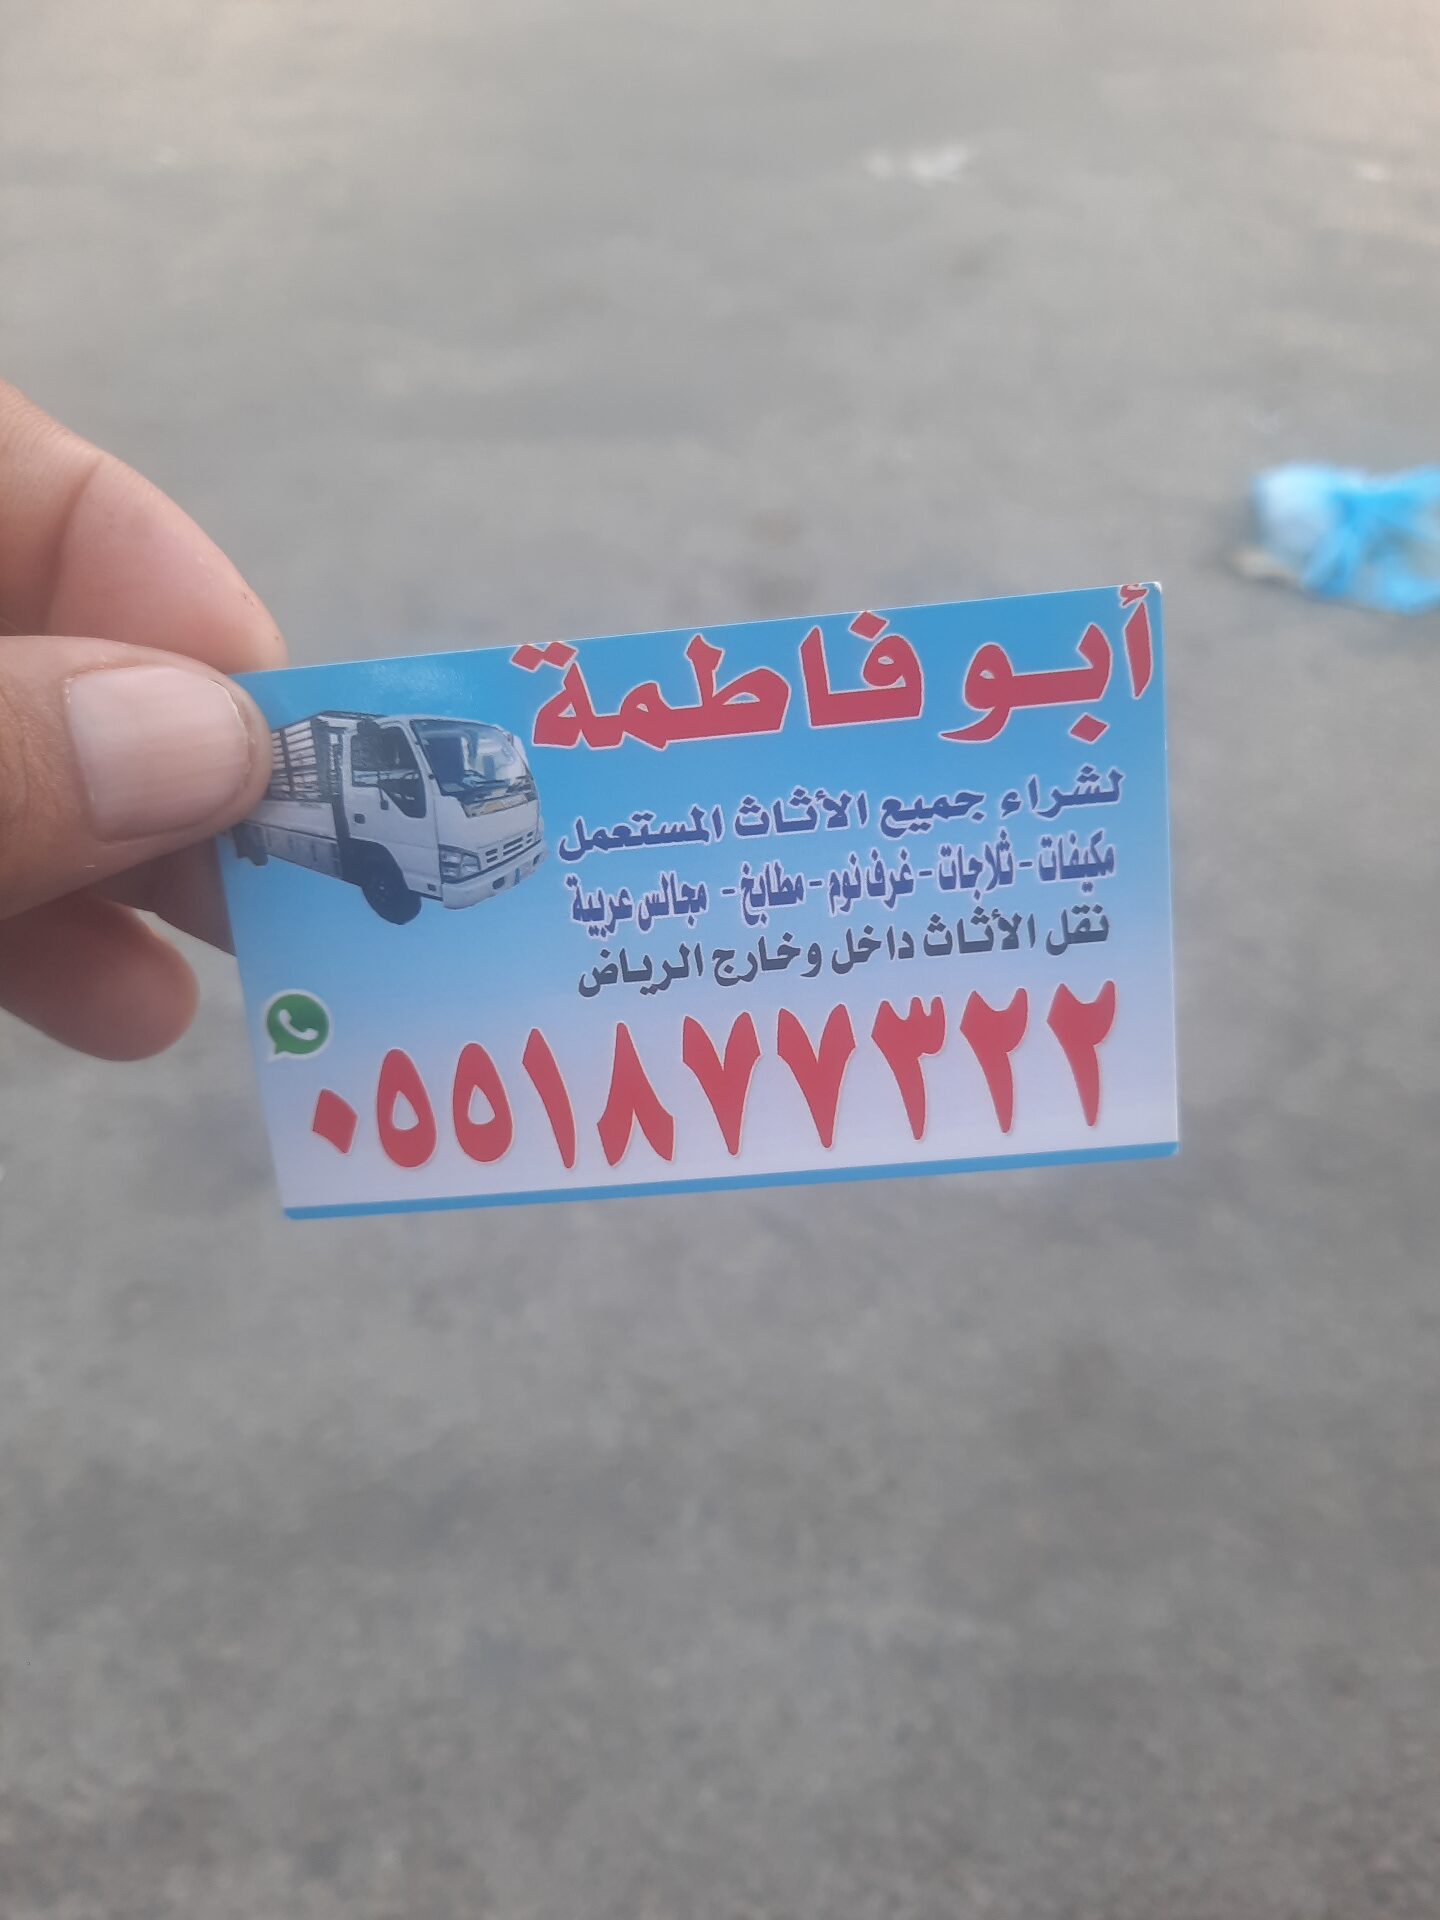 أبو فاطمة
لشراء جميع الأثاث المستعمل
مكيفات - ثلاجات - غرف نوم - مطابخ - مجالس عربية
نقل الأثاث داخل وخارج الرياض
٠٥٥١٨٧٧٣٢٢